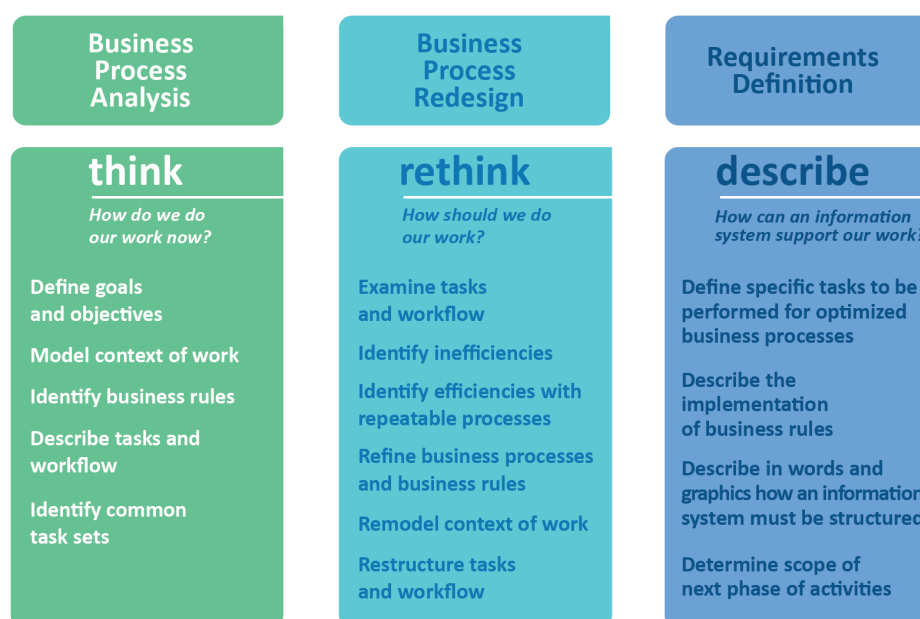 Business
Process
Analysis
think
How do we do
our work now?
Define goals
and objectives
Model context of work
Identify business rules
Describe tasks and
workflow
Identify common
task sets
Business
Process
Redesign
rethink
How should we do
our work?
Examine tasks
and workflow
Identify inefficiencies
Identify efficiencies with
repeatable processes
Refine business processes
and business rules
Remodel context of work
Restructure tasks
and workflow
Requirements
Definition
describe
How can an information
system support our work?
Define specific tasks to be
performed for optimized
business processes
Describe the
implementation
of business rules
Describe in words and
graphics how an information
system must be structured
Determine scope of
next phase of activities